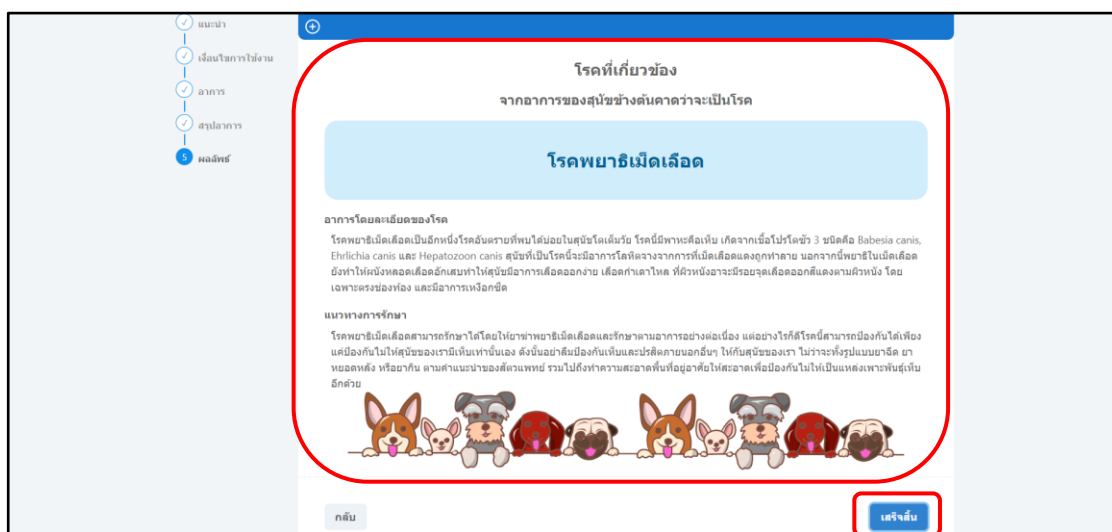 แนะนำ
เงื่อนไขการใช้งาน
อาการ
สรุปอาการ
5 ผลลัพธ์
โรคที่เกี่ยวข้อง
จากอาการของสุนัขข้างต้นคาดว่าจะเป็นโรค
โรคพยาธิเม็ดเลือด
อาการโดยละเอียดของโรค
โรคพยาธิเม็ดเลือดเป็นอีกหนึ่งโรคอันตรายที่พบได้บ่อยในสุนัขโตเต็มวัย โรคนี้มีพาหะคือเห็บ เกิดจากเชื้อโปรโตซัว 3 ชนิดคือ Babesia canis,
Ehrlichia canis และ Hepatozoon canis สุนัขที่เป็นโรคนี้จะมีอาการโลหิตจางจากการที่เม็ดเลือดแดงถูกทำลาย นอกจากนี้พยาธิในเม็ดเลือด
ยังทำให้ผนังหลอดเลือดอักเสบทำให้สุนัขมีอาการเลือดออกง่าย เลือดกำเดาไหล ที่ผิวหนังอาจะมีรอยจุดเลือดออกสีแดงตามผิวหนัง โดย
เฉพาะตรงช่องท้อง และมีอาการเหงือกซีด
แนวทางการรักษา
โรคพยาธิเม็ดเลือดสามารถรักษาได้โดยให้ยาฆ่าพยาธิเม็ดเลือดและรักษาตามอาการอย่างต่อเนื่อง แต่อย่างไรก็ดีโรคนี้สามารถป้องกันได้เพียง
แค่ป้องกันไม่ให้สุนัขของเรามีเห็บเท่านั้นเอง ดังนั้นอย่าลืมป้องกันเห็บและปรสิตภายนอกอื่นๆ ให้กับสุนัขของเรา ไม่ว่าจะทั้งรูปแบบยาฉีด ยา
หยอดหลัง หรือยากิน ตามคำแนะนำของสัตวแพทย์ รวมไปถึงทำความสะอาดพื้นที่อยู่อาศัยให้สะอาดเพื่อป้องกันไม่ให้เป็นแหล่งเพาะพันธุ์เห็บ
อีกด้วย
กลับ
เสร็จสิ้น